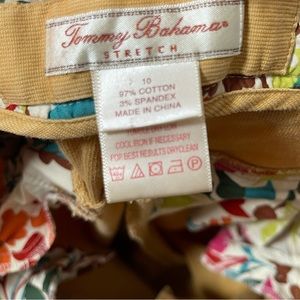 Tommy Bahama®
STRETCH
10
97% COTTON
3% SPANDEX
MADE IN CHINA
COOL IRON IF NECESSARY
FOR BEST RESULTS DRYCLEAN